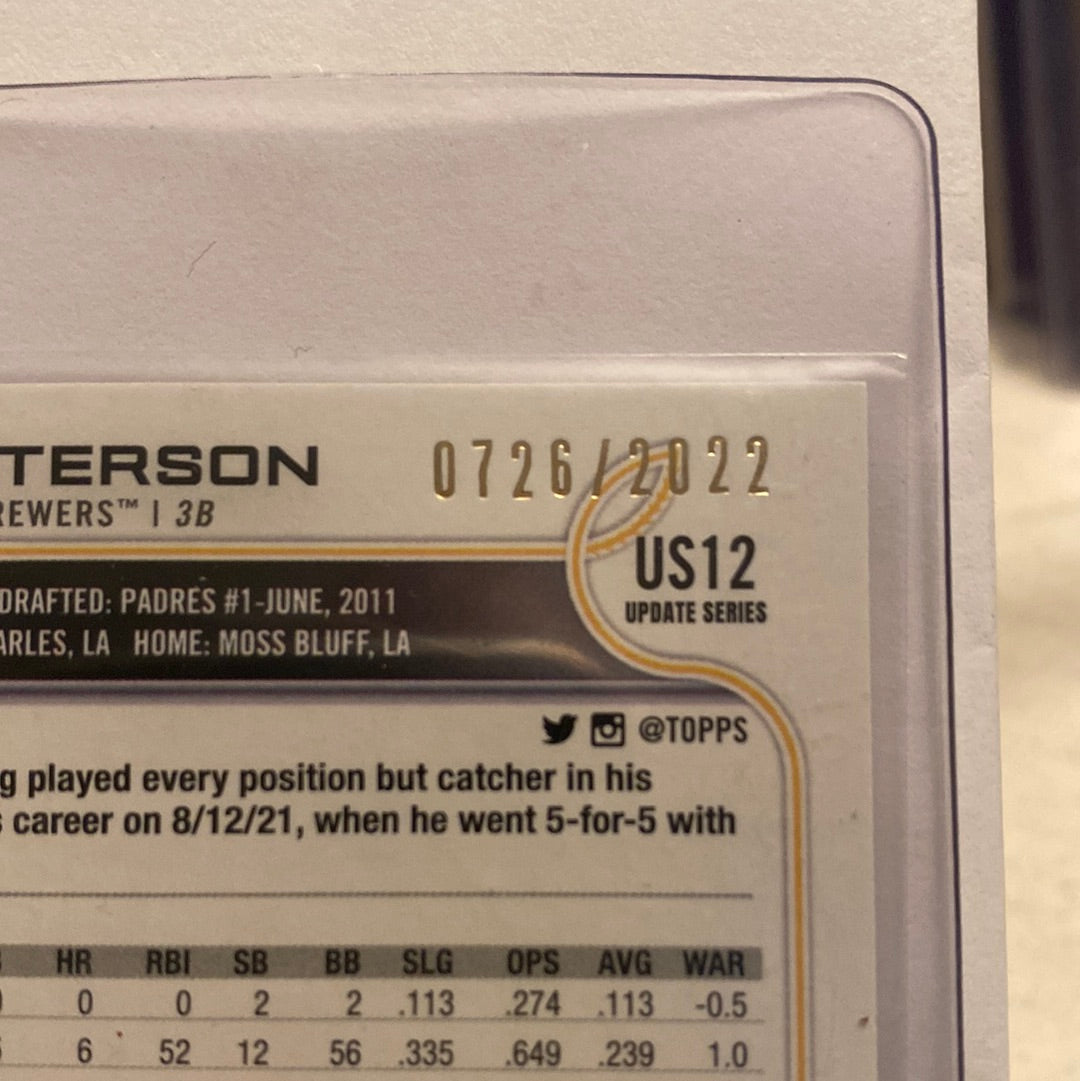 TERSON 0726/2022
REWERS™ | 3B
US12
UPDATE SERIES
DRAFTED: PADRES #1-JUNE, 2011
ARLES, LA HOME: MOSS BLUFF, LA
@TOPPS
g played every position but catcher in his
s career on 8/12/21, when he went 5-for-5 with
HR RBI SB BB SLG OPS AVG WAR
0 0 2 2 .113 .274 .113 -0.5
6 52 12 56 .335 .649 .239 1.0